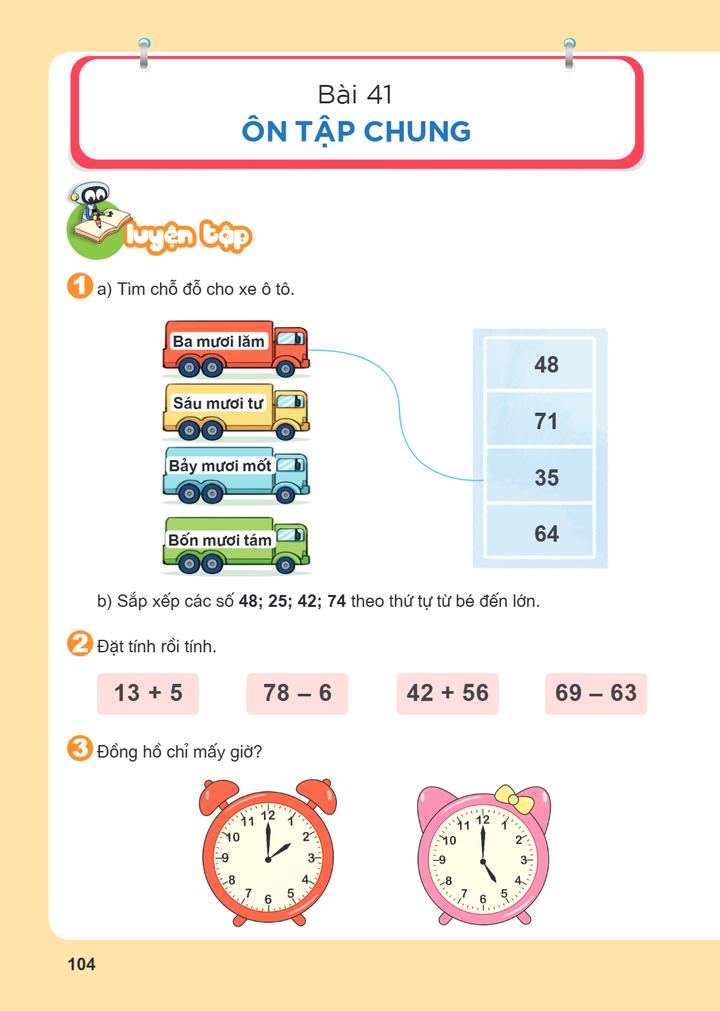 Bài 41
ÔN TẬP CHUNG
luyện tập
1 a) Tìm chỗ đỗ cho xe ô tô.
Ba mươi lăm
Sáu mươi tư
Bảy mươi mốt
Bốn mươi tám
48
71
35
64
b) Sắp xếp các số 48; 25; 42; 74 theo thứ tự từ bé đến lớn.
2 Đặt tính rồi tính.
13 + 5 78 – 6 42 + 56 69 – 63
3 Đồng hồ chỉ mấy giờ?
12 1 2 3 4 5 6 7 8 9 10 11
12 1 2 3 4 5 6 7 8 9 10 11
104